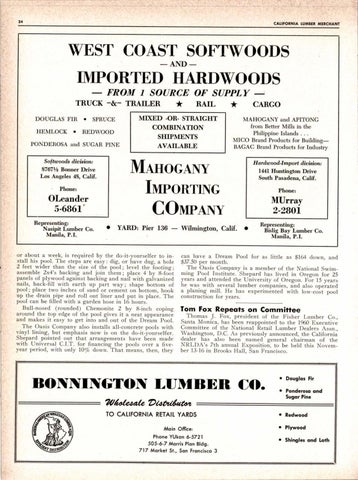 24
CALIFORNIA LUMBER MERCHANT
WEST COAST SOFTWOODS
— AND —
IMPORTED HARDWOODS
— FROM 1 SOURCE OF SUPPLY —
TRUCK -&- TRAILER ★ RAIL ★ CARGO
DOUGLAS FIR • SPRUCE
HEMLOCK • REDWOOD
PONDEROSA and SUGAR PINE
MIXED -OR- STRAIGHT
COMBINATION
SHIPMENTS
AVAILABLE
MAHOGANY and APITONG
from Better Mills in the
Philippine Islands . . .
MICO Brand Products for Building—
BAGAC Brand Products for Industry
Softwoods division:
8707½ Bonner Drive
Los Angeles 48, Calif.
Phone:
OLeander
5-6861
Representing:
Nasipit Lumber Co.
Manila, P.I.
MAHOGANY
IMPORTING
COMPANY
• YARD: Pier 136 — Wilmington, Calif. •
Hardwood-Import division:
1441 Huntington Drive
South Pasadena, Calif.
Phone:
MUrray
2-2801
Representing:
Bislig Bay Lumber Co.
Manila, P.I.
or about a week, is required by the do-it-yourselfer to in-
stall his pool. The steps are easy: dig, or have dug, a hole
2 feet wider than the size of the pool; level the footing;
assemble 2x4's backing and join them; place 4 by 8-foot
panels of plywood against backing and nail with galvanized
nails, back-fill with earth up part way; shape bottom of
pool; place two inches of sand or cement on bottom, hook
up the drain pipe and roll out liner and put in place. The
pool can be filled with a garden hose in 16 hours.
Bull-nosed (rounded) Chemonite 2 by 8-inch coping
around the top edge of the pool gives it a neat appearance
and makes it easy to get into and out of the Dream Pool.
The Oasis Company also installs all-concrete pools with
vinyl lining, but emphasis now is on the do-it-yourselfer.
Shepard pointed out that arrangements have been made
with Universal C.I.T. for financing the pools over a five-
year period, with only 10% down. That means, then, they
can have a Dream Pool for as little as $164 down, and
$37.50 per month.
The Oasis Company is a member of the National Swim-
ming Pool Institute. Shepard has lived in Oregon for 25
years and attended the University of Oregon. For 15 years
he was with several lumber companies, and also operated
a planing mill. He has experimented with low-cost pool
construction for years.
Tom Fox Repeats on Committee
Thomas J. Fox, president of the Fisher Lumber Co.,
Santa Monica, has been reappointed to the 1960 Executive
Committee of the National Retail Lumber Dealers Assn.,
Washington, D.C. As previously announced, the California
dealer has also been named general chairman of the
NRLDA's 7th annual Exposition, to be held this Novem-
ber 13-16 in Brooks Hall, San Francisco.
BONNINGTON LUMBER CO.
Wholesale Distributor
TO CALIFORNIA RETAIL YARDS
Main Office:
Phone YUkon 6-5721
505-6-7 Morris Plan Bldg.
717 Market St., San Francisco 3
• Douglas Fir
• Ponderosa and
Sugar Pine
• Redwood
• Plywood
• Shingles and Lath